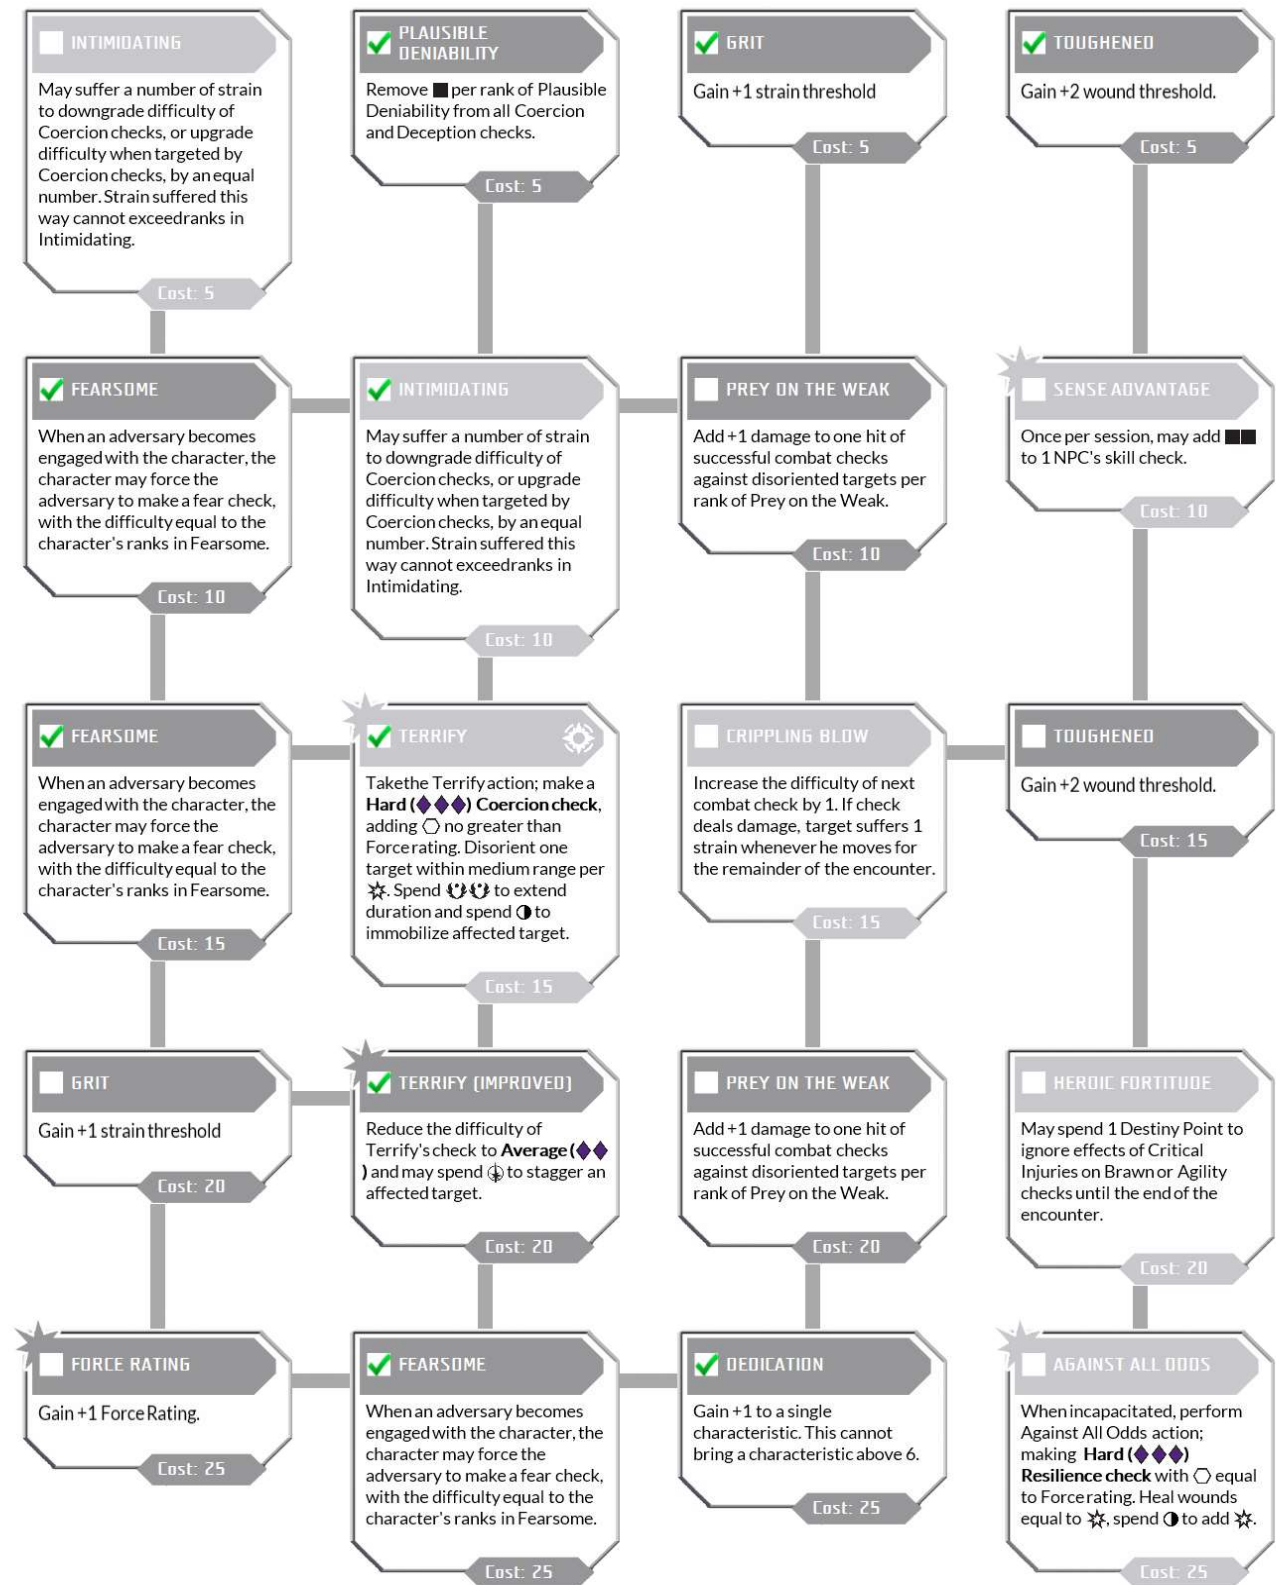 INTIMIDATING
May suffer a number of strain
to downgrade difficulty of
Coercion checks, or upgrade
difficulty when targeted by
Coercion checks, by an equal
number. Strain suffered this
way cannot exceedranks in
Intimidating.
Cost: 5
PLAUSIBLE
DENIABILITY
Remove ■ per rank of Plausible
Deniability from all Coercion
and Deception checks.
Cost: 5
GRIT
Gain +1 strain threshold
Cost: 5
TOUGHENED
Gain +2 wound threshold.
Cost: 5
FEARSOME
When an adversary becomes
engaged with the character, the
character may force the
adversary to make a fear check,
with the difficulty equal to the
character's ranks in Fearsome.
Cost: 10
INTIMIDATING
May suffer a number of strain
to downgrade difficulty of
Coercion checks, or upgrade
difficulty when targeted by
Coercion checks, by an equal
number. Strain suffered this
way cannot exceedranks in
Intimidating.
Cost: 10
PREY ON THE WEAK
Add +1 damage to one hit of
successful combat checks
against disoriented targets per
rank of Prey on the Weak.
Cost: 10
SENSE ADVANTAGE
Once per session, may add ■■
to 1 NPC's skill check.
Cost: 10
FEARSOME
When an adversary becomes
engaged with the character, the
character may force the
adversary to make a fear check,
with the difficulty equal to the
character's ranks in Fearsome.
Cost: 15
TERRIFY
Takethe Terrify action; make a
Hard (◆◆◆) Coercion check,
adding ⬡ no greater than
Force rating. Disorient one
target within medium range per
. Spend to extend
duration and spend ◑ to
immobilize affected target.
Cost: 15
CRIPPLING BLOW
Increase the difficulty of next
combat check by 1. If check
deals damage, target suffers 1
strain whenever he moves for
the remainder of the encounter.
Cost: 15
TOUGHENED
Gain +2 wound threshold.
Cost: 15
GRIT
Gain +1 strain threshold
Cost: 20
TERRIFY (IMPROVED)
Reduce the difficulty of
Terrify's check to Average (◆◆
) and may spend to stagger an
affected target.
Cost: 20
PREY ON THE WEAK
Add +1 damage to one hit of
successful combat checks
against disoriented targets per
rank of Prey on the Weak.
Cost: 20
HEROIC FORTITUDE
May spend 1 Destiny Point to
ignore effects of Critical
Injuries on Brawn or Agility
checks until the end of the
encounter.
Cost: 20
FORCE RATING
Gain +1 Force Rating.
Cost: 25
FEARSOME
When an adversary becomes
engaged with the character, the
character may force the
adversary to make a fear check,
with the difficulty equal to the
character's ranks in Fearsome.
Cost: 25
DEDICATION
Gain +1 to a single
characteristic. This cannot
bring a characteristic above 6.
Cost: 25
AGAINST ALL ODDS
When incapacitated, perform
Against All Odds action;
making Hard (◆◆◆)
Resilience check with ⬡ equal
to Force rating. Heal wounds
equal to , spend ◑ to add .
Cost: 25